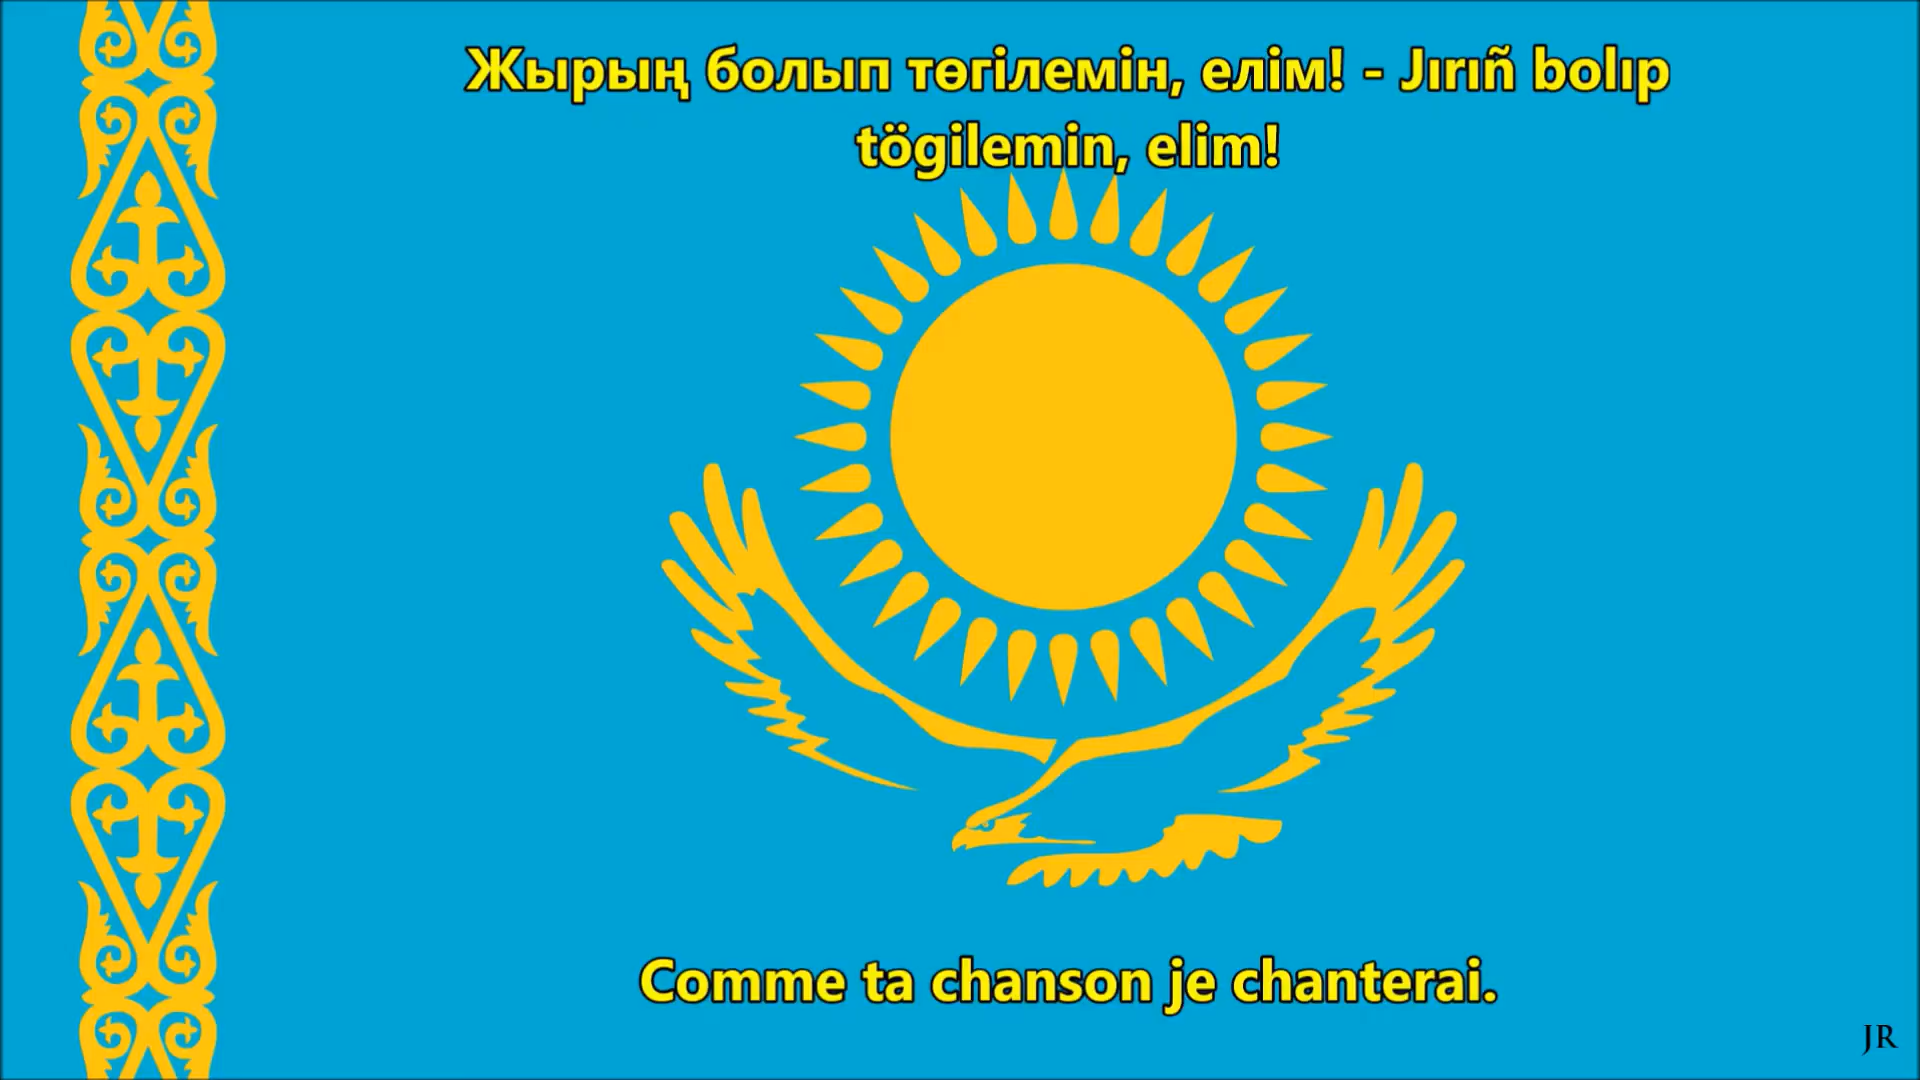 Жырың болып төгілемін, елім! - Jırıñ bolıp
tögilemin, elim!
Comme ta chanson je chanterai.
JR